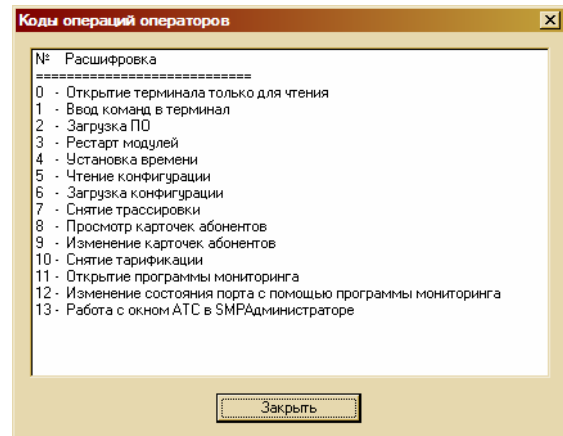 Коды операций операторов
№ Расшифровка
============================
0 - Открытие терминала только для чтения
1 - Ввод команд в терминал
2 - Загрузка ПО
3 - Рестарт модулей
4 - Установка времени
5 - Чтение конфигурации
6 - Загрузка конфигурации
7 - Снятие трассировки
8 - Просмотр карточек абонентов
9 - Изменение карточек абонентов
10 - Снятие тарификации
11 - Открытие программы мониторинга
12 - Изменение состояния порта с помощью программы мониторинга
13 - Работа с окном АТС в SMPАдминистраторе
Закрыть